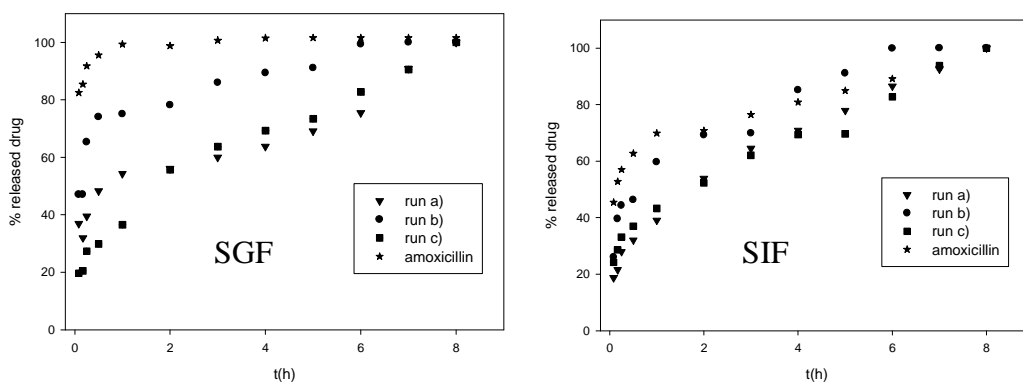 % released drug
100
80
60
40
20
0
run a)
run b)
run c)
amoxicillin
SGF
0
2
4
6
8
t(h)
% released drug
100
80
60
40
20
0
run a)
run b)
run c)
amoxicillin
SIF
0
2
4
6
8
t(h)